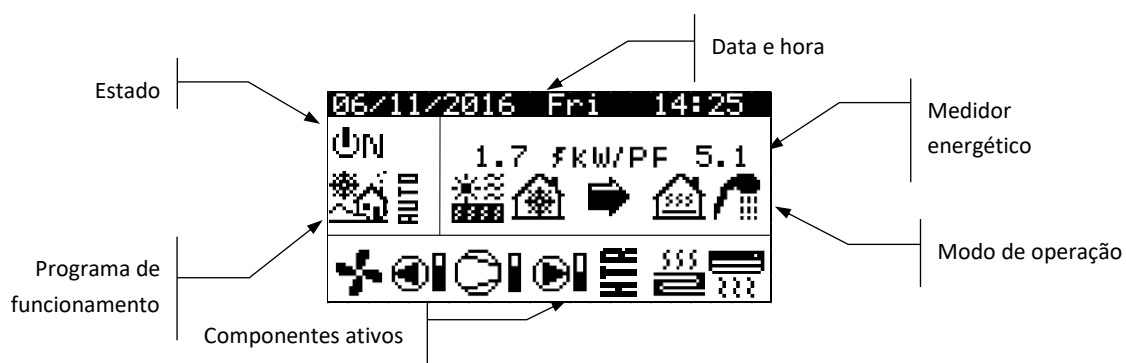 Data e hora
Estado
06/11/2016 Fri 14:25
Medidor
energético
ON
1.7 kW/PF 5.1
AUTO
Modo de operação
Programa de
funcionamento
HTR
Componentes ativos